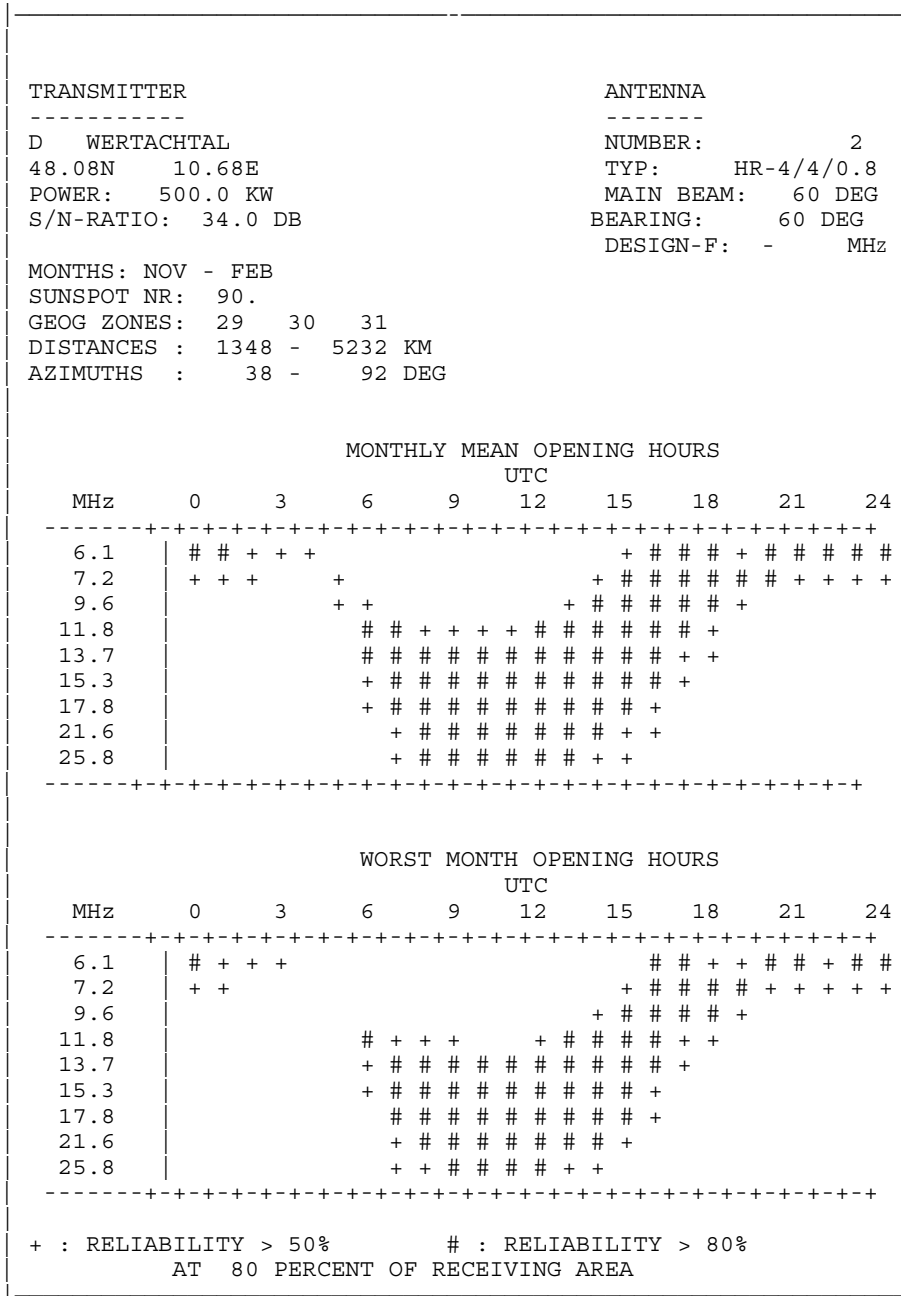 TRANSMITTER                             ANTENNA
-----------                             -------
D   WERTACHTAL                          NUMBER:          2
48.08N    10.68E                        TYP:     HR-4/4/0.8
POWER:   500.0 KW                       MAIN BEAM:   60 DEG
S/N-RATIO:  34.0 DB                    BEARING:     60 DEG
                                        DESIGN-F:  -     MHz
MONTHS: NOV - FEB
SUNSPOT NR:  90.
GEOG ZONES:  29   30   31
DISTANCES :  1348 -  5232 KM
AZIMUTHS  :    38 -    92 DEG
                      MONTHLY MEAN OPENING HOURS
                                 UTC
   MHz     0     3     6     9    12    15    18    21    24
 -------+-+-+-+-+-+-+-+-+-+-+-+-+-+-+-+-+-+-+-+-+-+-+-+-+-+
   6.1    | # # + + +                     + # # # + # # # # #
   7.2    | + + +     +                 + # # # # # # + + + +
   9.6    |           + +             + # # # # # +
  11.8    |             # # + + + + # # # # # # +
  13.7    |             # # # # # # # # # # # + +
  15.3    |             + # # # # # # # # # # +
  17.8    |             + # # # # # # # # # +
  21.6    |               + # # # # # # # + +
  25.8    |               + # # # # # # + +
 ------+-+-+-+-+-+-+-+-+-+-+-+-+-+-+-+-+-+-+-+-+-+-+-+-+-+
                       WORST MONTH OPENING HOURS
                                 UTC
   MHz     0     3     6     9    12    15    18    21    24
 -------+-+-+-+-+-+-+-+-+-+-+-+-+-+-+-+-+-+-+-+-+-+-+-+-+-+
   6.1    | # + + +                         # # + + # # + # #
   7.2    | + +                           + # # # # + + + + +
   9.6    |                             + # # # # +
  11.8    |             # + + +     + # # # # + +
  13.7    |             + # # # # # # # # # # +
  15.3    |             + # # # # # # # # # +
  17.8    |               # # # # # # # # # +
  21.6    |               + # # # # # # # +
  25.8    |               + + # # # # + +
 -------+-+-+-+-+-+-+-+-+-+-+-+-+-+-+-+-+-+-+-+-+-+-+-+-+-+
+ : RELIABILITY > 50%        # : RELIABILITY > 80%
          AT  80 PERCENT OF RECEIVING AREA